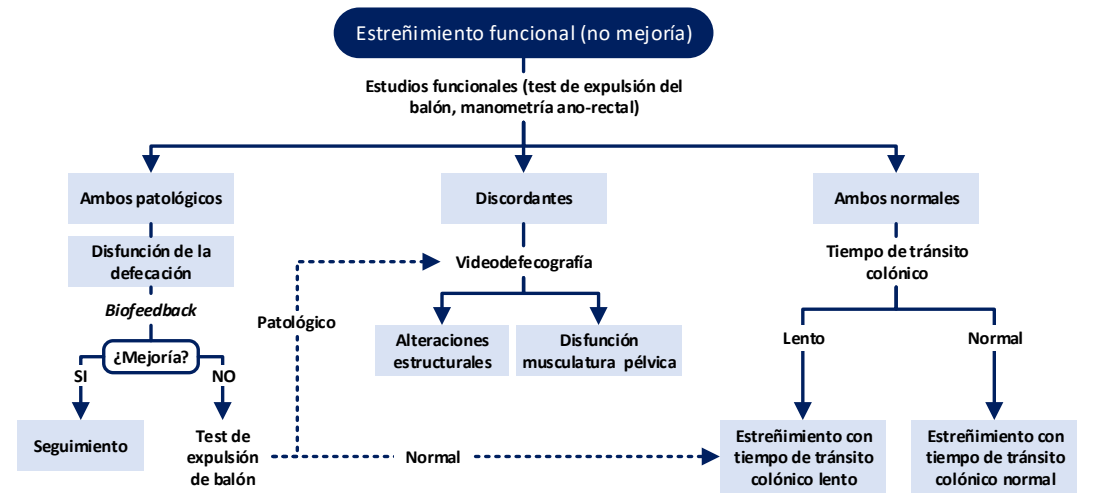 Estreñimiento funcional (no mejoría)
Estudios funcionales (test de expulsión del
balón, manometría ano-rectal)
Ambos patológicos
Discordantes
Ambos normales
Disfunción de la
defecación
Videodefecografía
Tiempo de tránsito
colónico
Biofeedback
Patológico
Alteraciones
estructurales
Disfunción
musculatura pélvica
Lento
Normal
¿Mejoría?
SI
NO
Seguimiento
Test de
expulsión
de balón
Normal
Estreñimiento con
tiempo de tránsito
colónico lento
Estreñimiento con
tiempo de tránsito
colónico normal